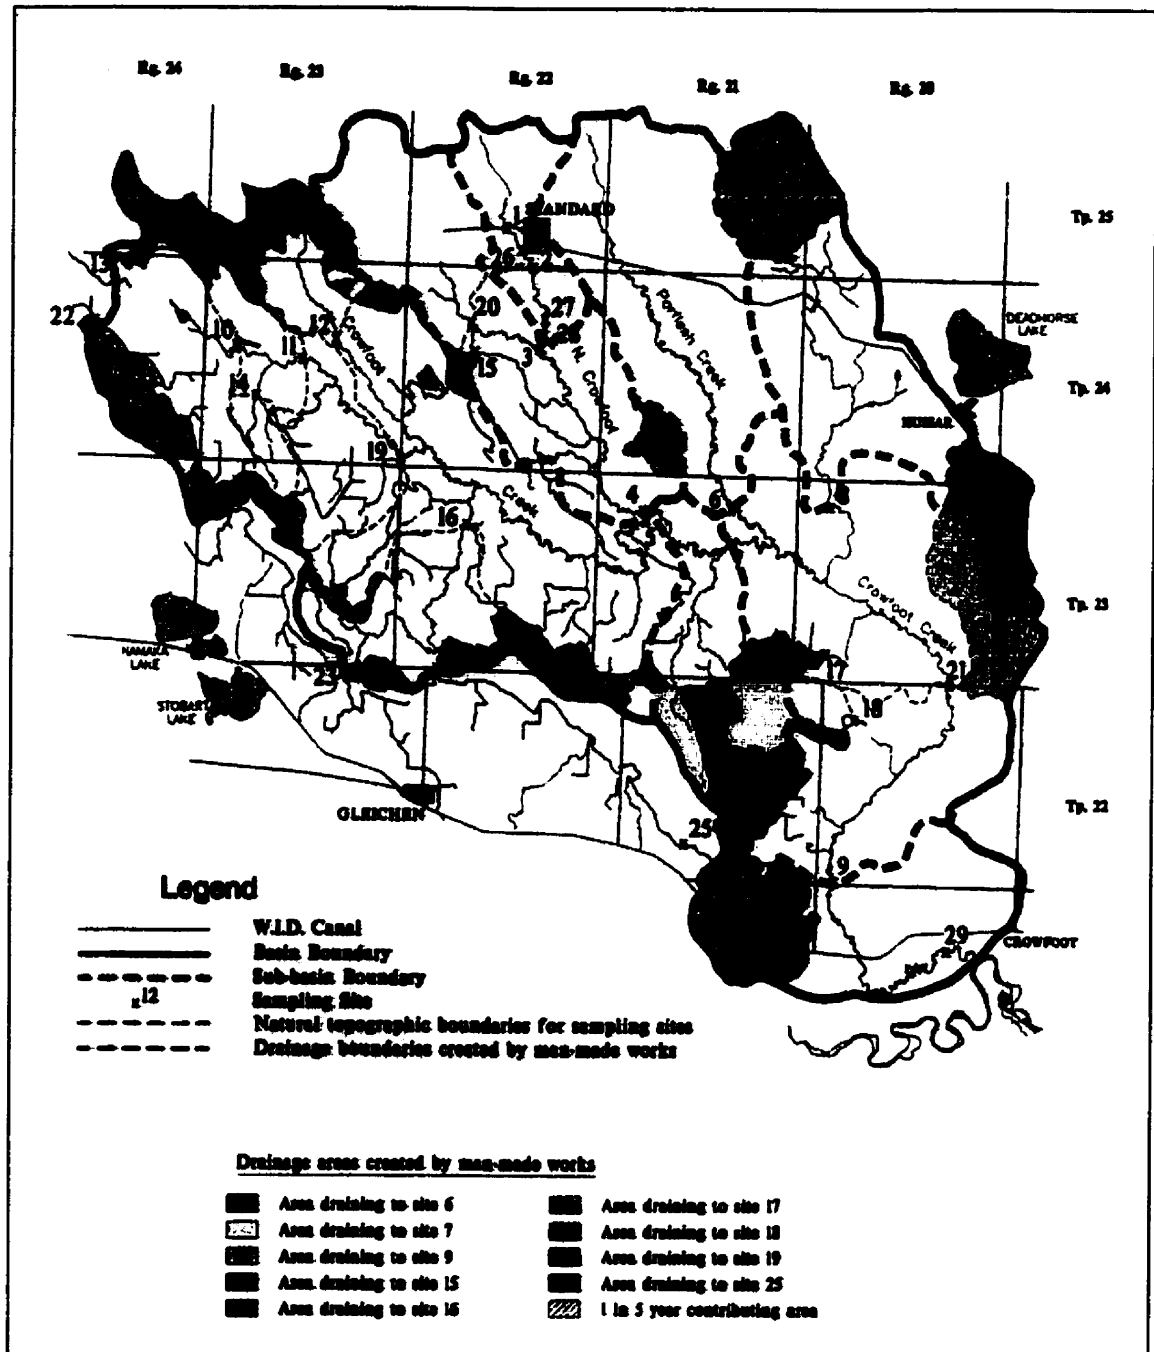 Rg. 24 Rg. 23 Rg. 22 Rg. 21 Rg. 20
Tp. 25
1
26 2
13
22
20 27
28
DEADHORSE
LAKE
10 12 Crowfoot
11
15 3
N. Crowfoot
Parflesh Creek
Tp. 24
14
19
Creek
4 6
16
5
Crowfoot Creek
Tp. 23
NAMAKA
LAKE
23
17 21
STOBART
LAKE
18
GLEICHEN
Tp. 22
25
9
29
CROWFOOT
Legend
W.I.D. Canal
Basin Boundary
Sub-basin Boundary
x12 Sampling Site
Natural topographic boundaries for sampling sites
Drainage boundaries created by man-made works
Drainage areas created by man-made works
Area draining to site 6 Area draining to site 17
Area draining to site 7 Area draining to site 18
Area draining to site 9 Area draining to site 19
Area draining to site 15 Area draining to site 25
Area draining to site 16 1 in 5 year contributing area